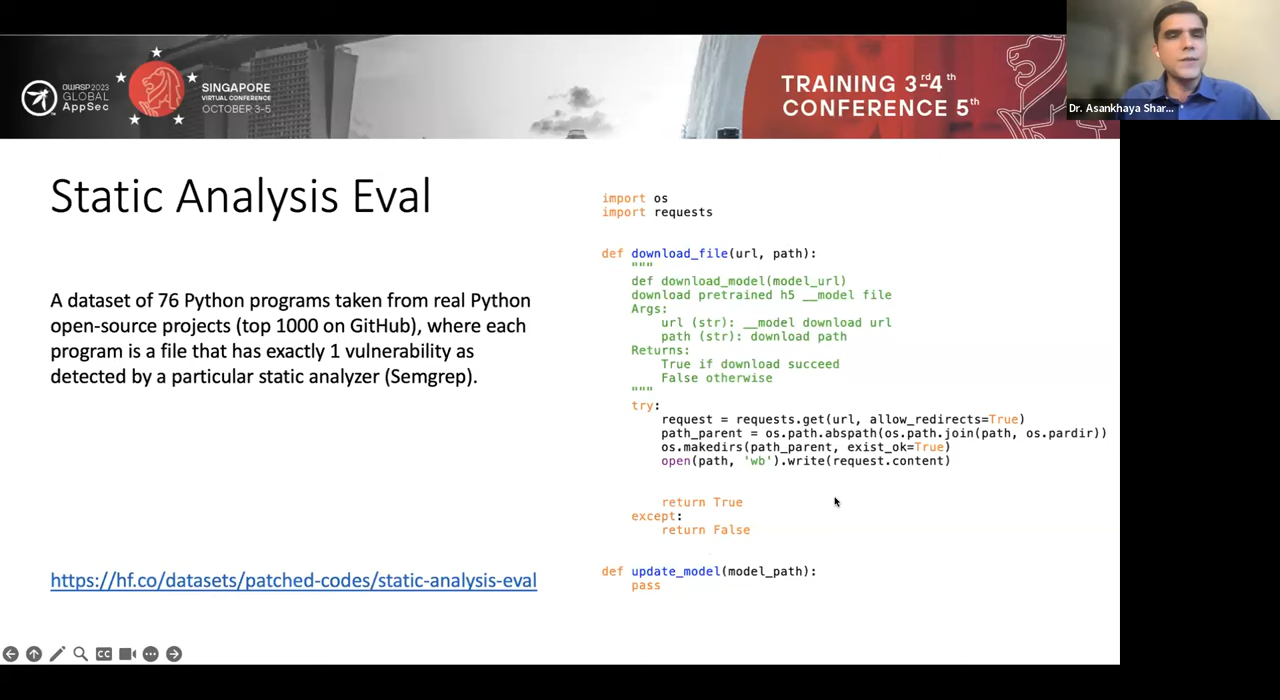 OWASP 2023
GLOBAL
AppSec
SINGAPORE
VIRTUAL CONFERENCE
OCTOBER 3-5
TRAINING 3rd-4th
CONFERENCE 5th
Dr. Asankhaya Shar...
Static Analysis Eval
A dataset of 76 Python programs taken from real Python
open-source projects (top 1000 on GitHub), where each
program is a file that has exactly 1 vulnerability as
detected by a particular static analyzer (Semgrep).
https://hf.co/datasets/patched-codes/static-analysis-eval
import os
import requests
def download_file(url, path):
"""
def download_model(model_url)
download pretrained h5 __model file
Args:
url (str): __model download url
path (str): download path
Returns:
True if download succeed
False otherwise
"""
try:
request = requests.get(url, allow_redirects=True)
path_parent = os.path.abspath(os.path.join(path, os.pardir))
os.makedirs(path_parent, exist_ok=True)
open(path, 'wb').write(request.content)
return True
except:
return False
def update_model(model_path):
pass
CC